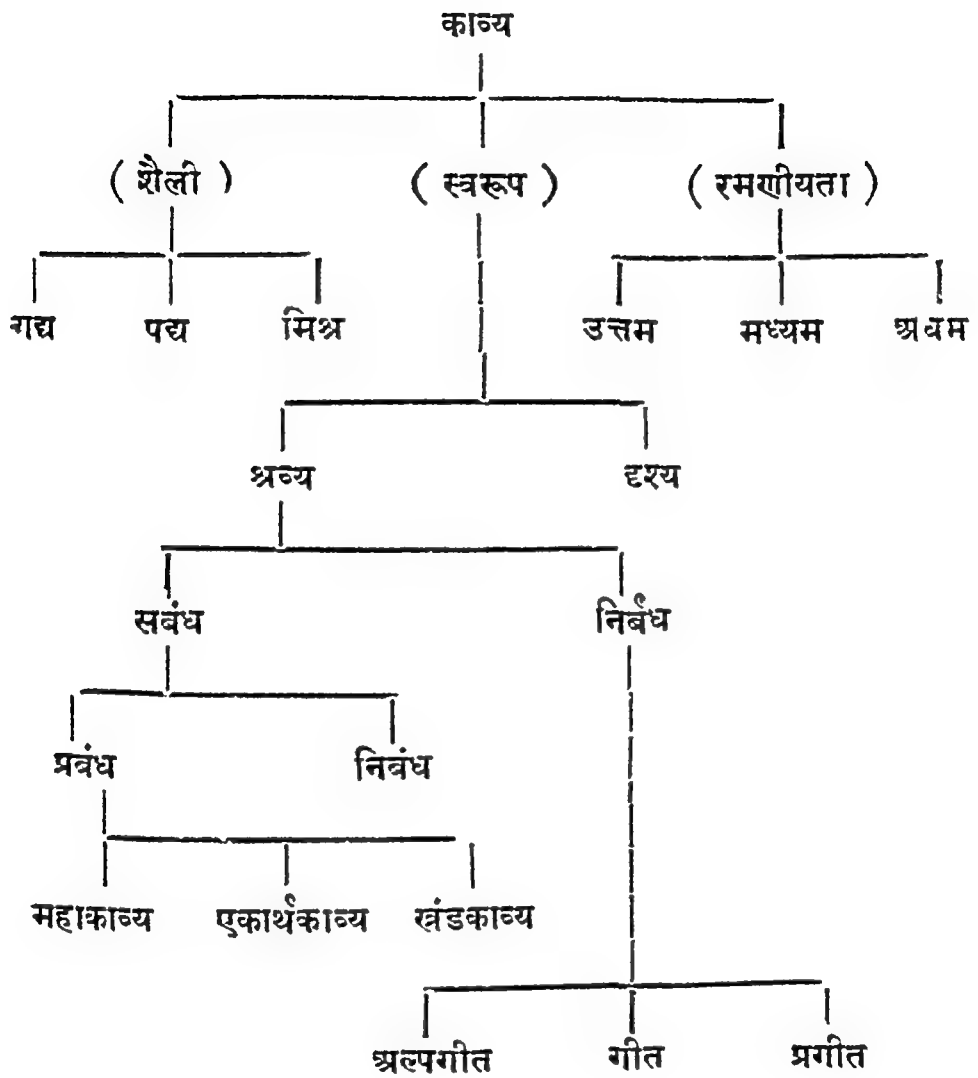 काव्य
( शैली ) ( स्वरूप ) ( रमणीयता )
गद्य पद्य मिश्र उत्तम मध्यम अधम
श्रव्य दृश्य
सबंध निर्बंध
प्रबंध निबंध
महाकाव्य एकार्थकाव्य खंडकाव्य
अल्पगीत गीत प्रगीत